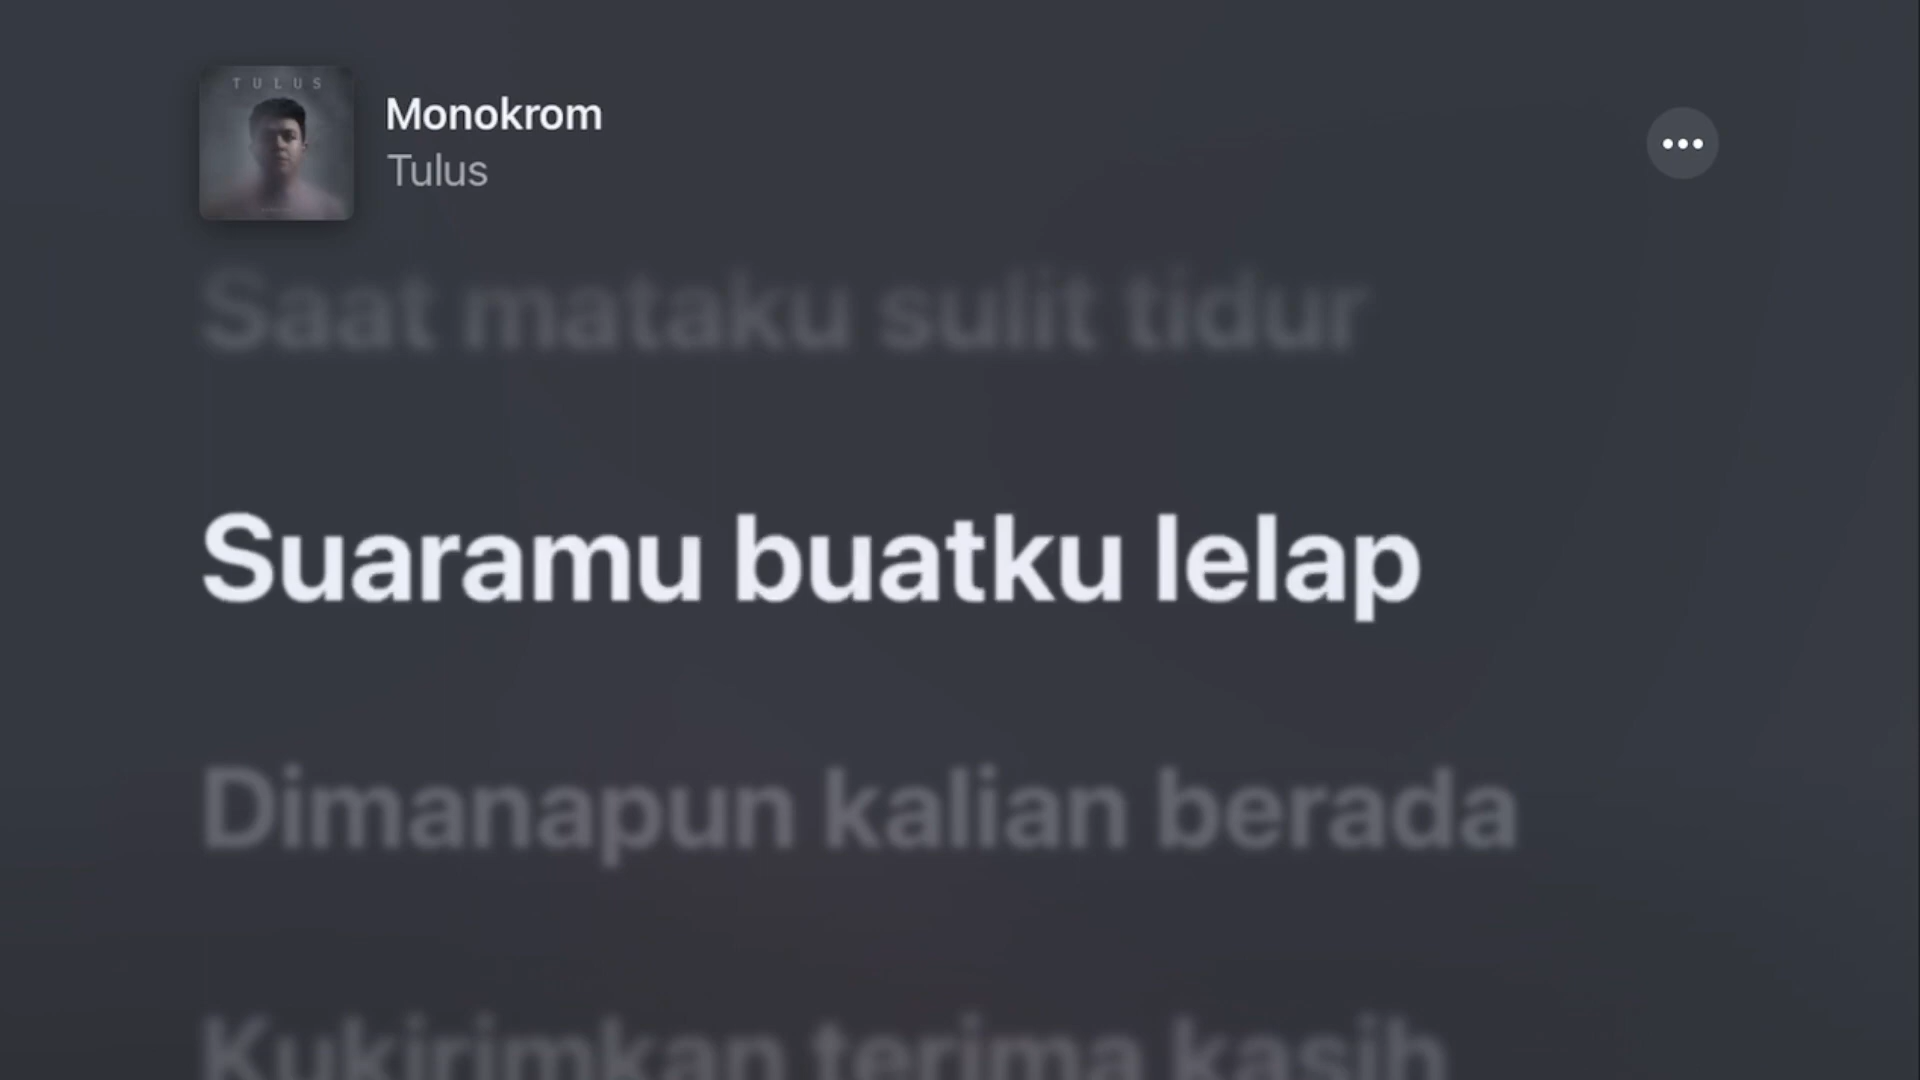 TULUS
Monokrom
Tulus
Saat mataku sulit tidur
Suaramu buatku lelap
Dimanapun kalian berada
Kukirimkan terima kasih